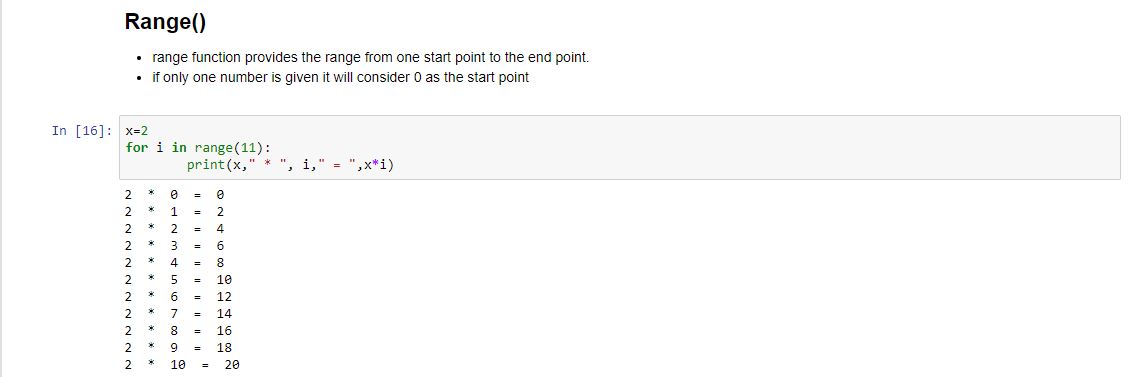 Range()
• range function provides the range from one start point to the end point.
• if only one number is given it will consider 0 as the start point
In [16]: x=2
for i in range(11):
        print(x," * ", i," = ",x*i)
2  *  0  =  0
2  *  1  =  2
2  *  2  =  4
2  *  3  =  6
2  *  4  =  8
2  *  5  =  10
2  *  6  =  12
2  *  7  =  14
2  *  8  =  16
2  *  9  =  18
2  *  10  =  20